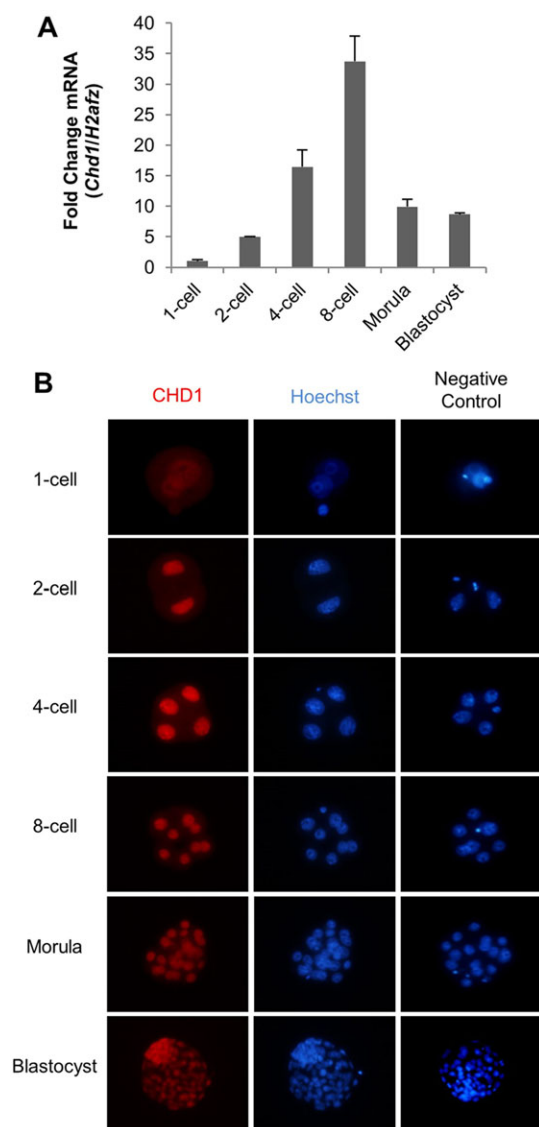 A
Fold Change mRNA
(Chd1/H2afz)
40
35
30
25
20
15
10
5
0
1-cell
2-cell
4-cell
8-cell
Morula
Blastocyst
B
CHD1
Hoechst
Negative
Control
1-cell
2-cell
4-cell
8-cell
Morula
Blastocyst